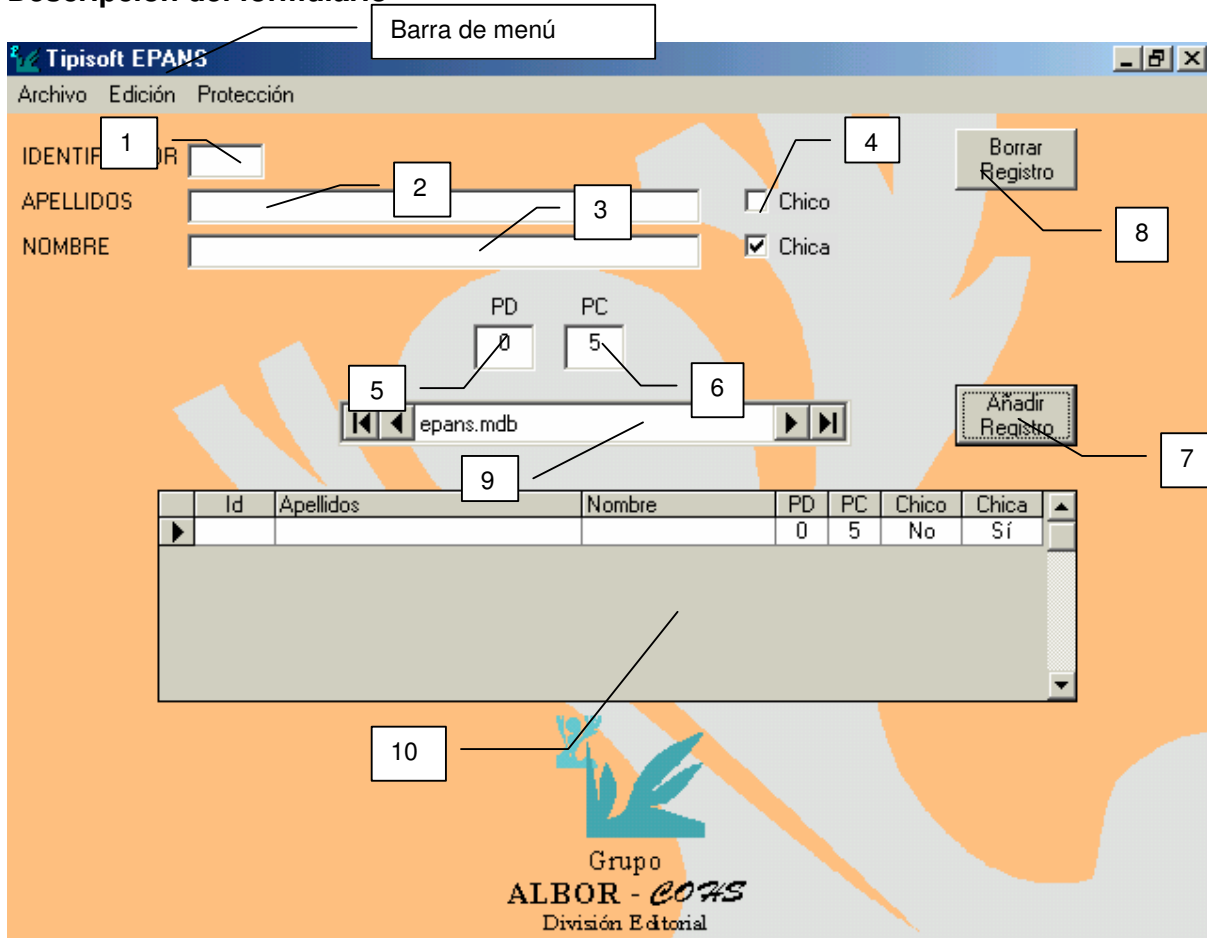 Descripción del formulario
Barra de menú
Tipisoft EPANS
Archivo Edición Protección
1
4
Borrar
Registro
APELLIDOS
2
Chico
3
8
NOMBRE
Chica
PD PC
0 5
5
6
epans.mdb
Añadir
Registro
7
9
Id Apellidos Nombre PD PC Chico Chica
0 5 No Sí
10
Grupo
ALBOR - COHS
División Editorial